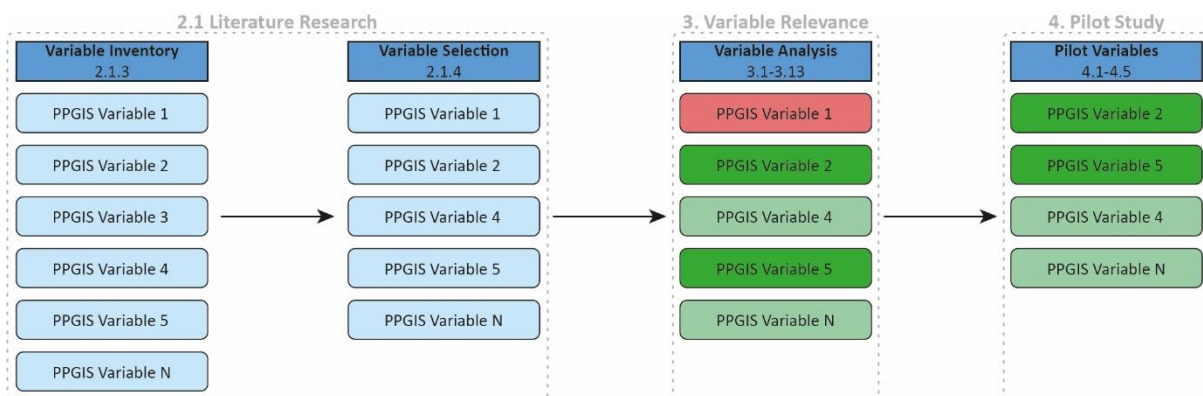 2.1 Literature Research
Variable Inventory
2.1.3
PPGIS Variable 1
PPGIS Variable 2
PPGIS Variable 3
PPGIS Variable 4
PPGIS Variable 5
PPGIS Variable N
Variable Selection
2.1.4
PPGIS Variable 1
PPGIS Variable 2
PPGIS Variable 4
PPGIS Variable 5
PPGIS Variable N
3. Variable Relevance
Variable Analysis
3.1-3.13
PPGIS Variable 1
PPGIS Variable 2
PPGIS Variable 4
PPGIS Variable 5
PPGIS Variable N
4. Pilot Study
Pilot Variables
4.1-4.5
PPGIS Variable 2
PPGIS Variable 5
PPGIS Variable 4
PPGIS Variable N